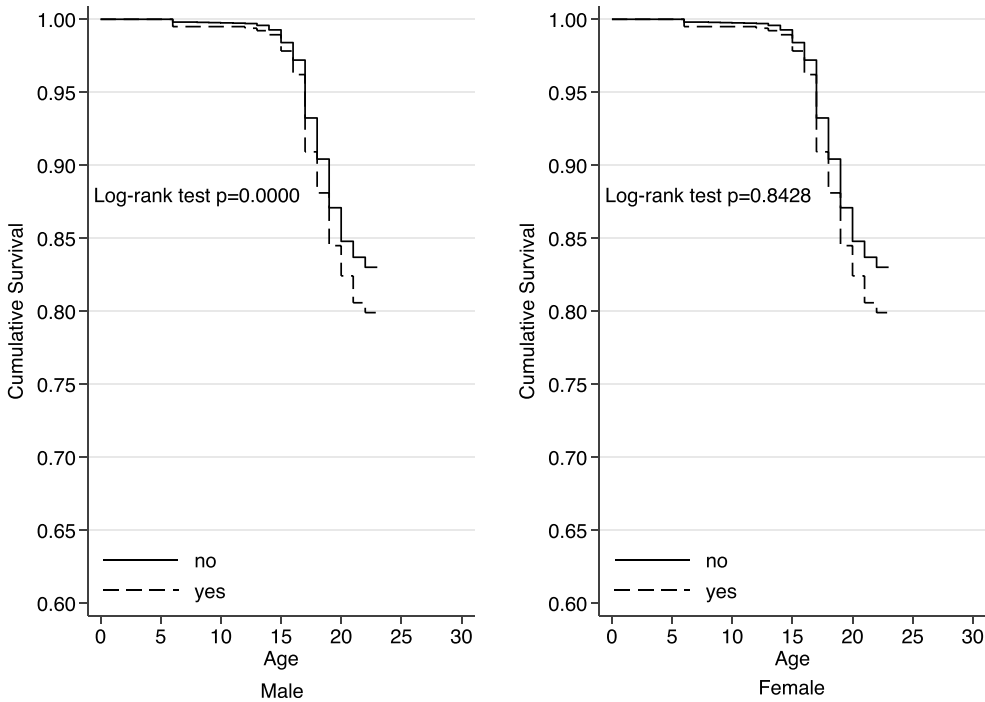 1.00
0.95
0.90
0.85
0.80
0.75
0.70
0.65
0.60
Cumulative Survival
Log-rank test p=0.0000
no
yes
0 5 10 15 20 25 30
Age
Male
1.00
0.95
0.90
0.85
0.80
0.75
0.70
0.65
0.60
Cumulative Survival
Log-rank test p=0.8428
no
yes
0 5 10 15 20 25 30
Age
Female